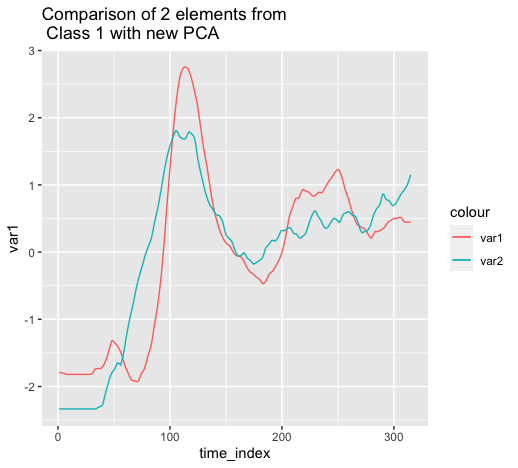 Comparison of 2 elements from
Class 1 with new PCA
3
2
1
0
-1
-2
var1
0
100
200
300
time_index
colour
var1
var2